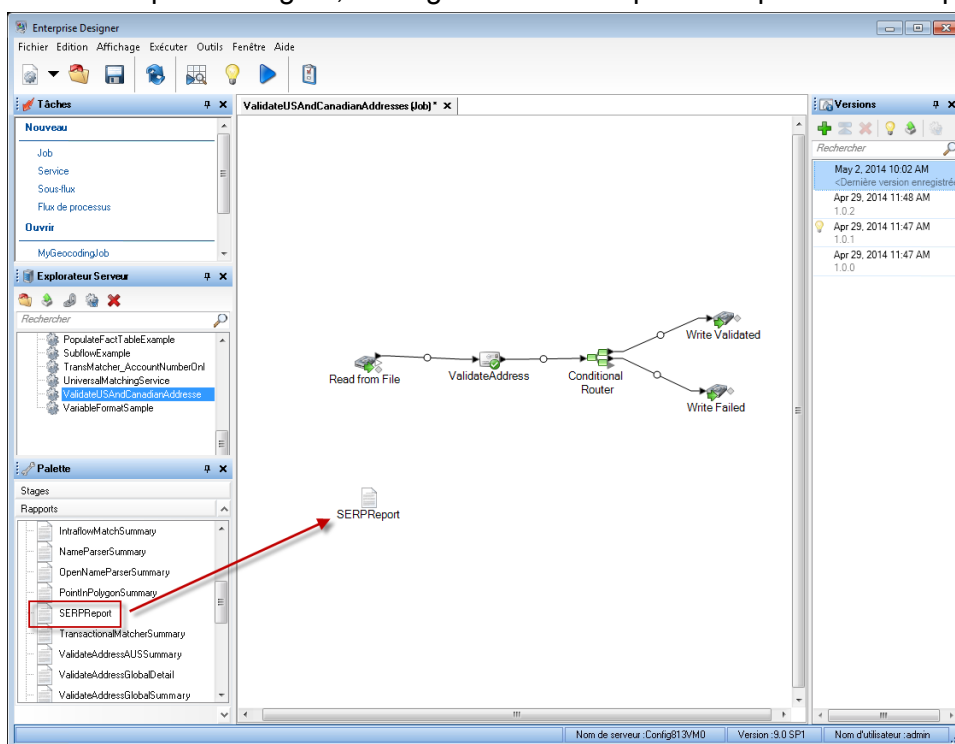 Enterprise Designer
Fichier Edition Affichage Exécuter Outils Fenêtre Aide
Tâches
Nouveau
Job
Service
Sous-flux
Flux de processus
Ouvrir
MyGeocodingJob
Explorateur Serveur
Rechercher
PopulateFactTableExample
SubflowExample
TransMatcher_AccountNumberOnl
UniversalMatchingService
ValidateUSAndCanadianAddresse
VariableFormatSample
Palette
Stages
Rapports
IntraflowMatchSummary
NameParserSummary
OpenNameParserSummary
PointInPolygonSummary
SERPReport
TransactionalMatcherSummary
ValidateAddressAUSSummary
ValidateAddressGlobalDetail
ValidateAddressGlobalSummary
ValidateUSAndCanadianAddresses (Job) *
Read from File
ValidateAddress
Conditional
Router
Write Validated
Write Failed
SERPReport
Versions
Rechercher
May 2, 2014 10:02 AM
<Dernière version enregistrée
Apr 29, 2014 11:48 AM
1.0.2
Apr 29, 2014 11:47 AM
1.0.1
Apr 29, 2014 11:47 AM
1.0.0
Nom de serveur :Config813VM0 Version :9.0 SP1 Nom d'utilisateur :admin